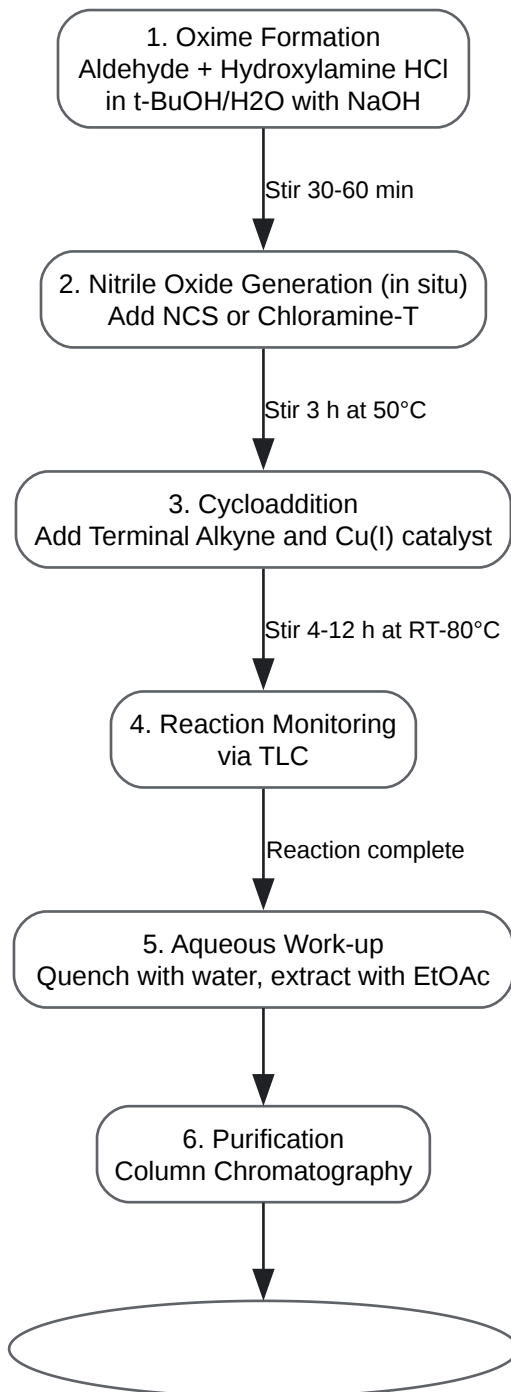 1. Oxime Formation
Aldehyde + Hydroxylamine HCl
in t-BuOH/H2O with NaOH
Stir 30-60 min
2. Nitrile Oxide Generation (in situ)
Add NCS or Chloramine-T
Stir 3 h at 50°C
3. Cycloaddition
Add Terminal Alkyne and Cu(I) catalyst
Stir 4-12 h at RT-80°C
4. Reaction Monitoring
via TLC
Reaction complete
5. Aqueous Work-up
Quench with water, extract with EtOAc
6. Purification
Column Chromatography